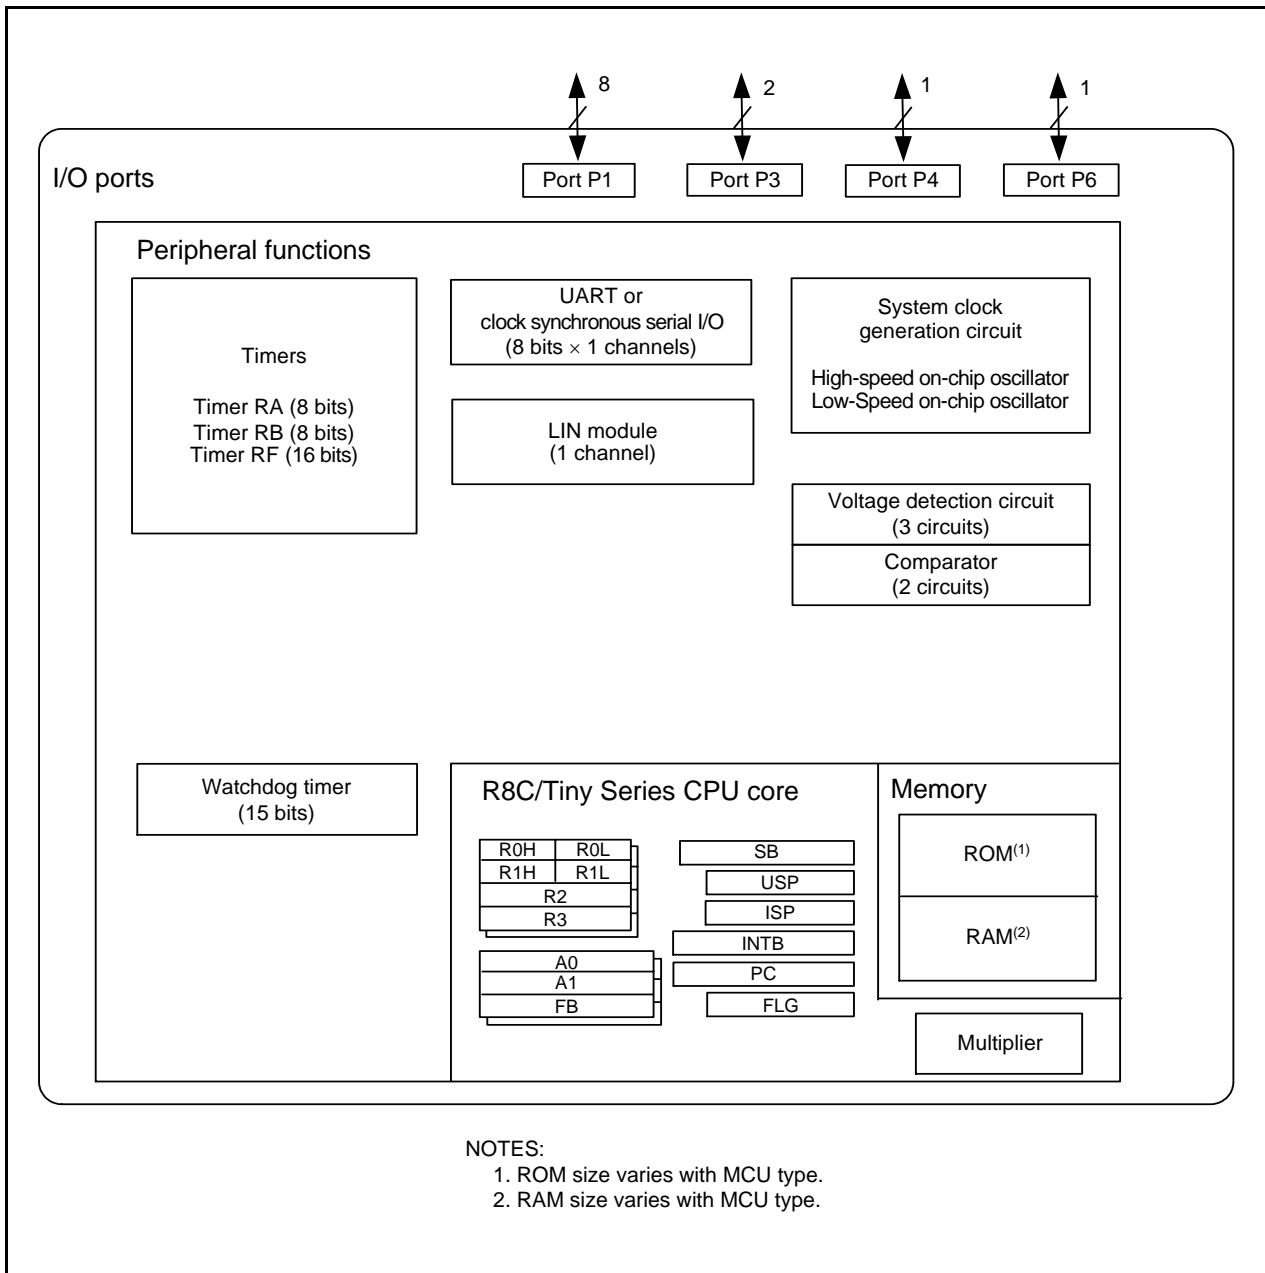 8
2
1
1
I/O ports
Port P1
Port P3
Port P4
Port P6
Peripheral functions
Timers
Timer RA (8 bits)
Timer RB (8 bits)
Timer RF (16 bits)
UART or
clock synchronous serial I/O
(8 bits × 1 channels)
LIN module
(1 channel)
System clock
generation circuit
High-speed on-chip oscillator
Low-Speed on-chip oscillator
Voltage detection circuit
(3 circuits)
Comparator
(2 circuits)
Watchdog timer
(15 bits)
R8C/Tiny Series CPU core
R0H
R0L
R1H
R1L
R2
R3
A0
A1
FB
SB
USP
ISP
INTB
PC
FLG
Memory
ROM(1)
RAM(2)
Multiplier
NOTES:
1. ROM size varies with MCU type.
2. RAM size varies with MCU type.